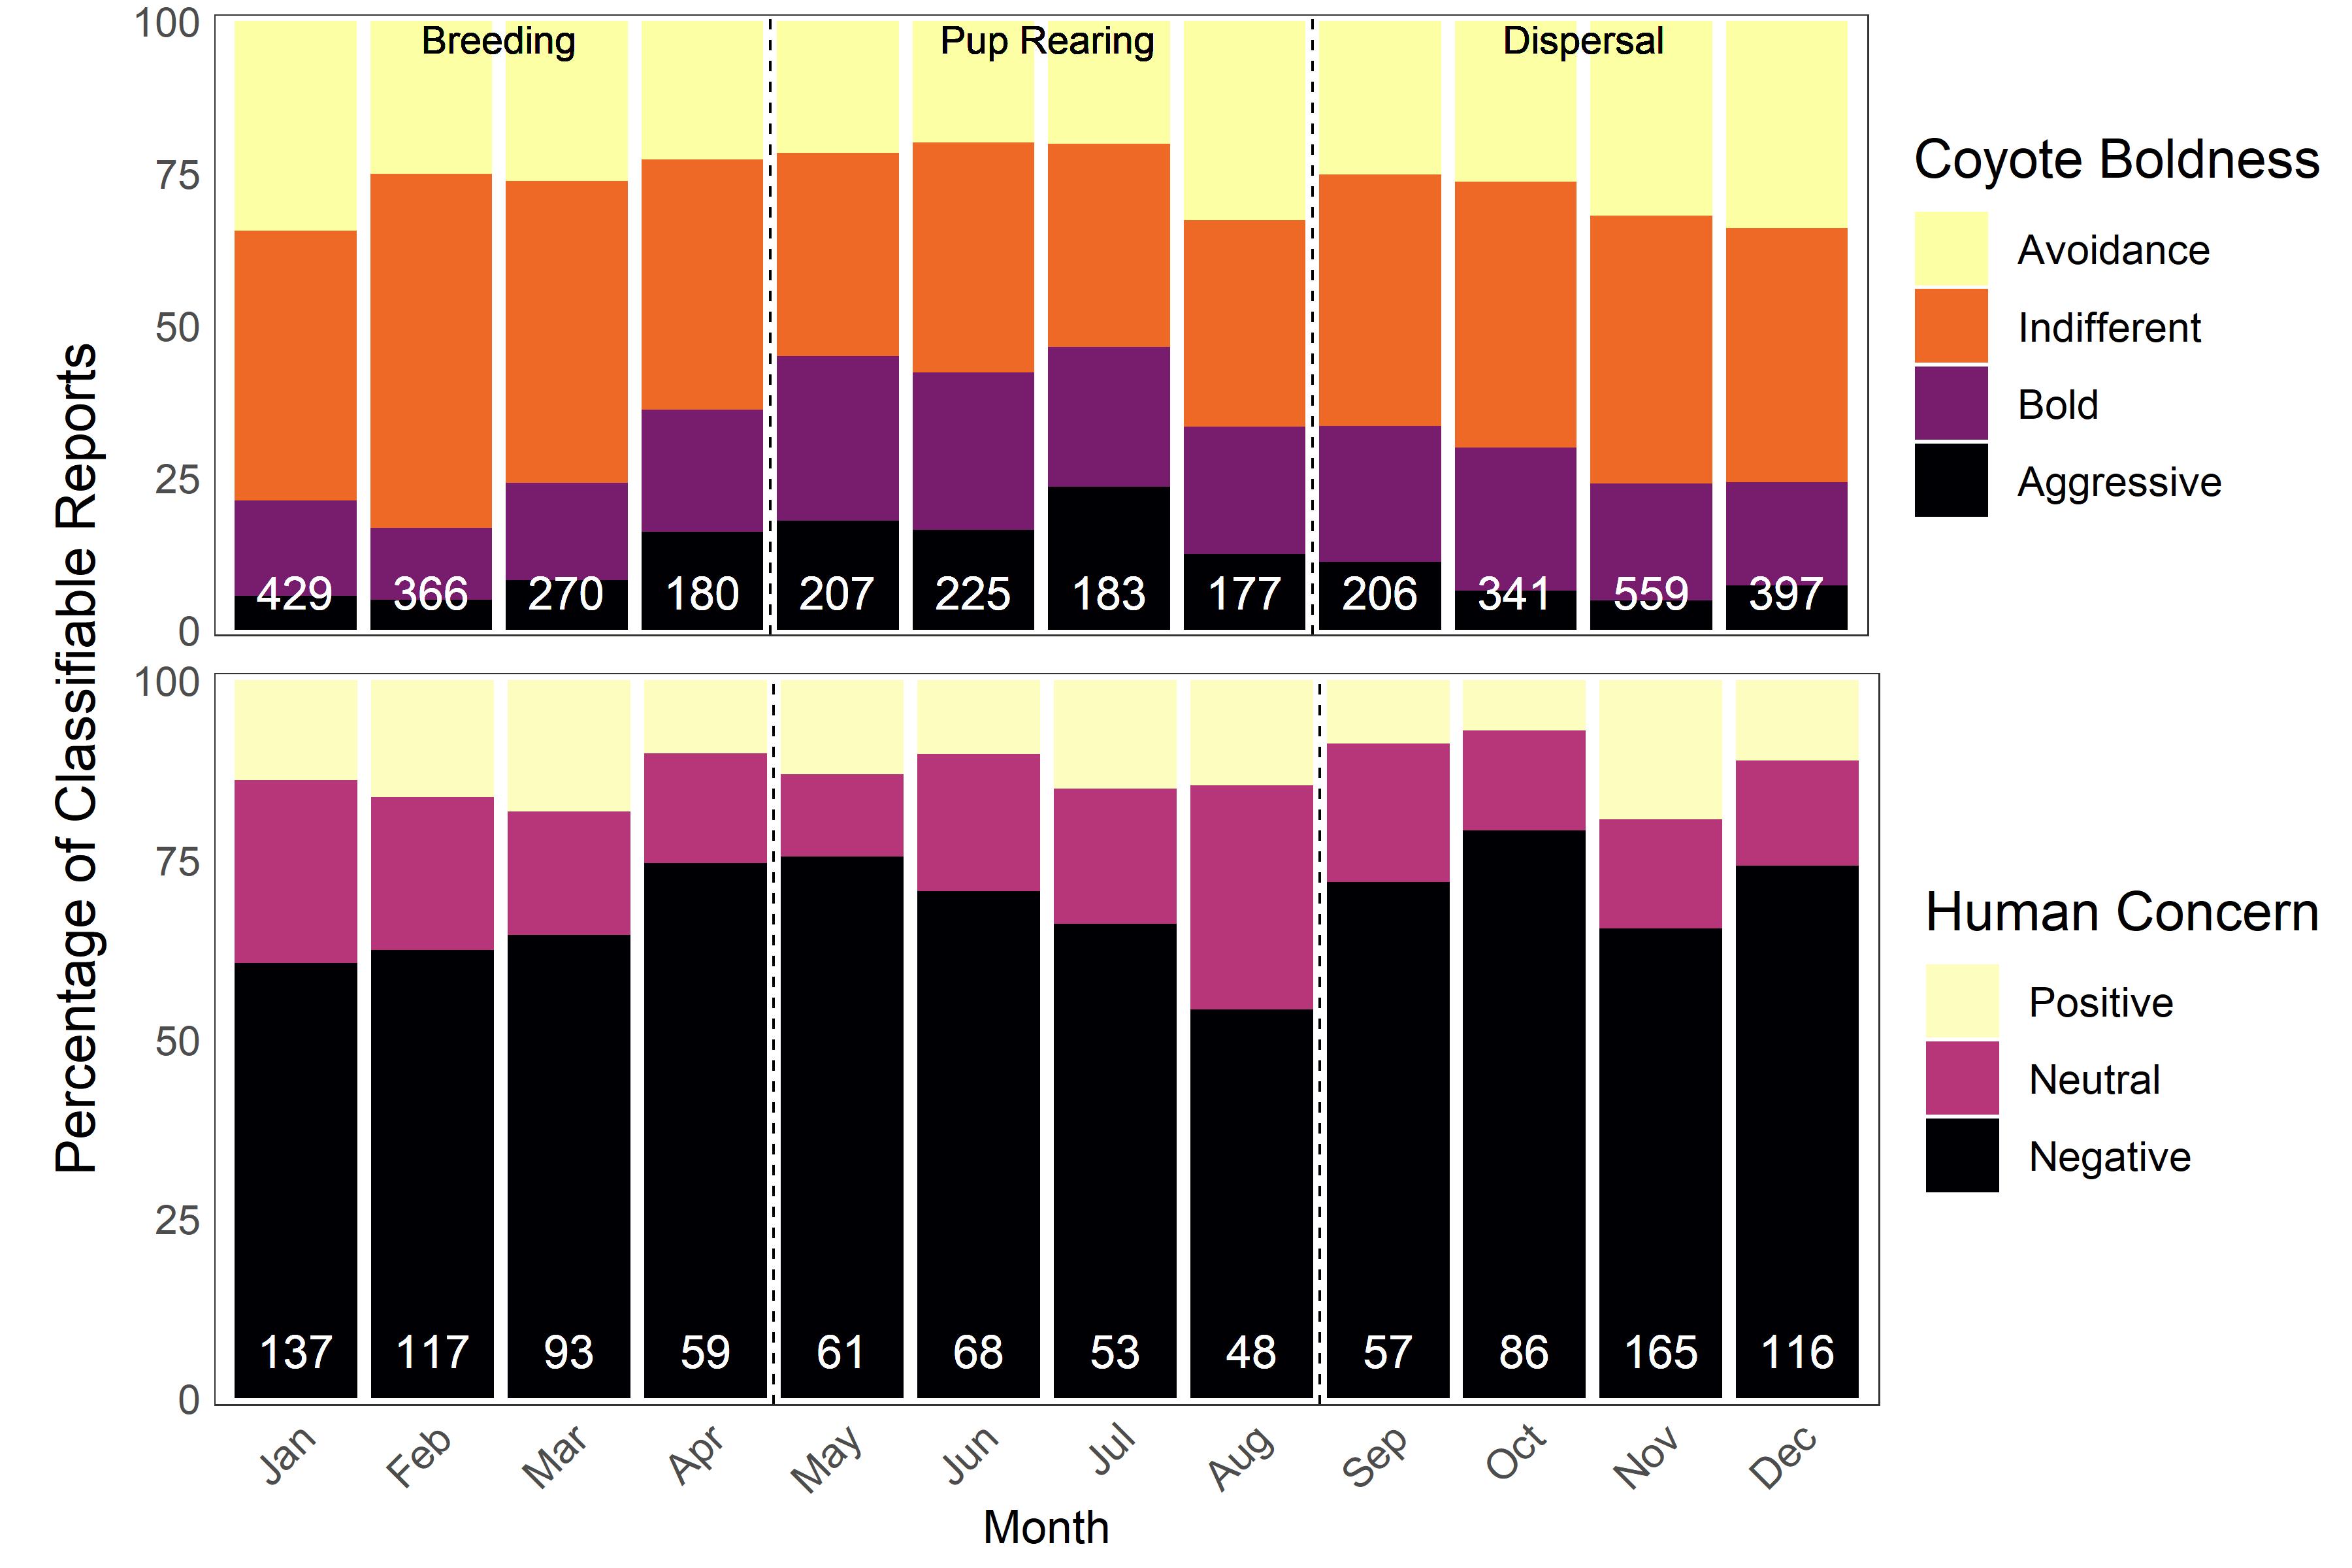 Percentage of Classifiable Reports
100
75
50
25
0
Breeding
Pup Rearing
Dispersal
429 366 270 180 207 225 183 177 206 341 559 397
Coyote Boldness
Avoidance
Indifferent
Bold
Aggressive
100
75
50
25
0
137 117 93 59 61 68 53 48 57 86 165 116
Jan Feb Mar Apr May Jun Jul Aug Sep Oct Nov Dec
Month
Human Concern
Positive
Neutral
Negative